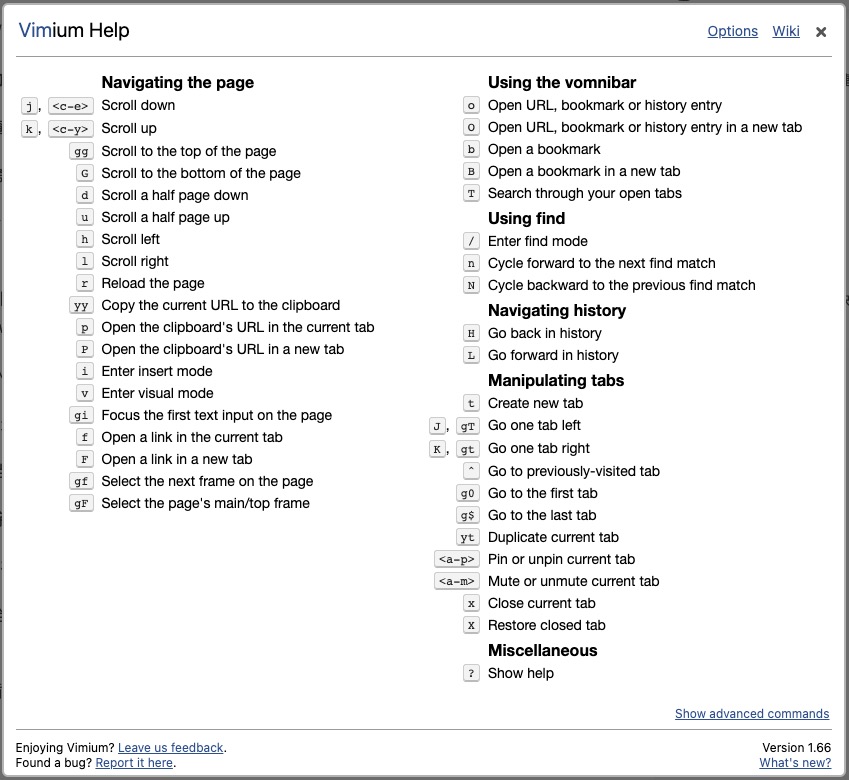 Vimium Help
Options Wiki ×
Navigating the page
j, <c-e> Scroll down
k, <c-y> Scroll up
gg Scroll to the top of the page
G Scroll to the bottom of the page
d Scroll a half page down
u Scroll a half page up
h Scroll left
l Scroll right
r Reload the page
yy Copy the current URL to the clipboard
p Open the clipboard's URL in the current tab
P Open the clipboard's URL in a new tab
i Enter insert mode
v Enter visual mode
gi Focus the first text input on the page
f Open a link in the current tab
F Open a link in a new tab
gf Select the next frame on the page
gF Select the page's main/top frame
Using the vomnibar
o Open URL, bookmark or history entry
O Open URL, bookmark or history entry in a new tab
b Open a bookmark
B Open a bookmark in a new tab
T Search through your open tabs
Using find
/ Enter find mode
n Cycle forward to the next find match
N Cycle backward to the previous find match
Navigating history
H Go back in history
L Go forward in history
Manipulating tabs
t Create new tab
J, gT Go one tab left
K, gt Go one tab right
^ Go to previously-visited tab
g0 Go to the first tab
g$ Go to the last tab
yt Duplicate current tab
<a-p> Pin or unpin current tab
<a-m> Mute or unmute current tab
x Close current tab
X Restore closed tab
Miscellaneous
? Show help
Show advanced commands
Enjoying Vimium? Leave us feedback.
Found a bug? Report it here.
Version 1.66
What's new?